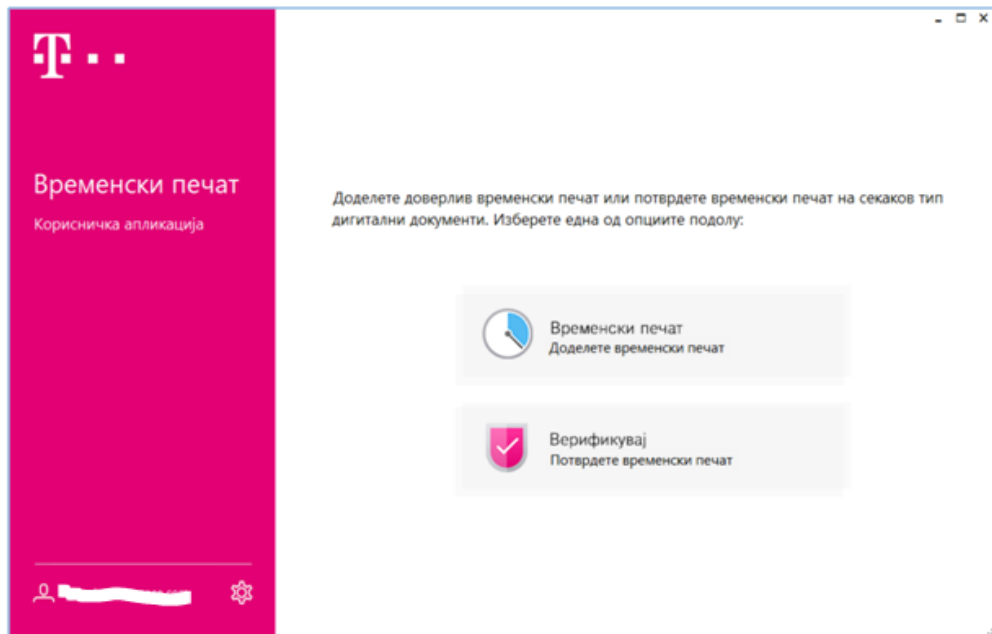 T
Временски печат
Корисничка апликација
Доделете доверлив временски печат или потврдете временски печат на секаков тип
дигитални документи. Изберете една од опциите подолу:
Временски печат
Доделете временски печат
Верификувај
Потврдете временски печат